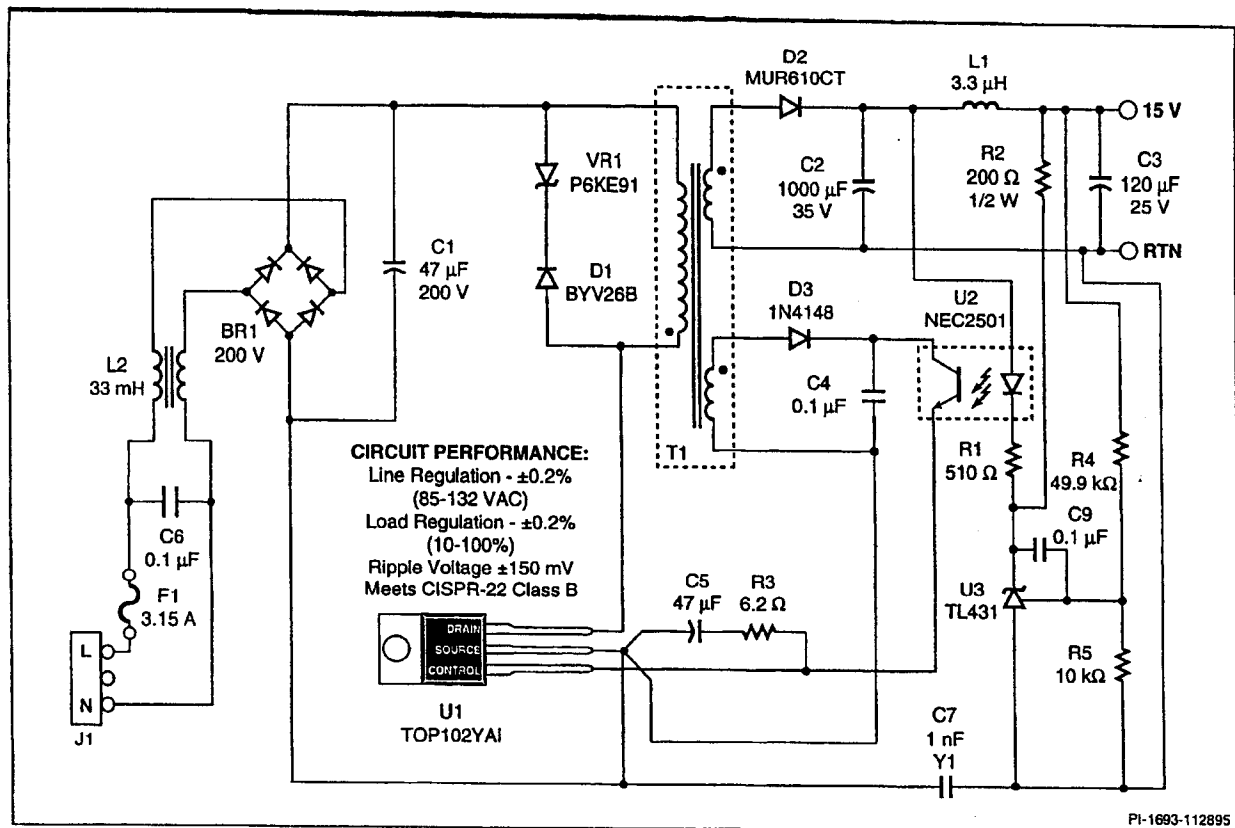 D2
MUR610CT
L1
3.3 µH
15 V
VR1
P6KE91
C2
1000 µF
35 V
R2
200 Ω
1/2 W
C3
120 µF
25 V
C1
47 µF
200 V
RTN
D1
BYV26B
D3
1N4148
U2
NEC2501
BR1
200 V
L2
33 mH
C4
0.1 µF
T1
R1
510 Ω
R4
49.9 kΩ
CIRCUIT PERFORMANCE:
Line Regulation - ±0.2%
(85-132 VAC)
Load Regulation - ±0.2%
(10-100%)
Ripple Voltage ±150 mV
Meets CISPR-22 Class B
C6
0.1 µF
C9
0.1 µF
F1
3.15 A
C5
47 µF
R3
6.2 Ω
U3
TL431
DRAIN
SOURCE
CONTROL
L
N
J1
R5
10 kΩ
U1
TOP102YAI
C7
1 nF
Y1
PI-1693-112895